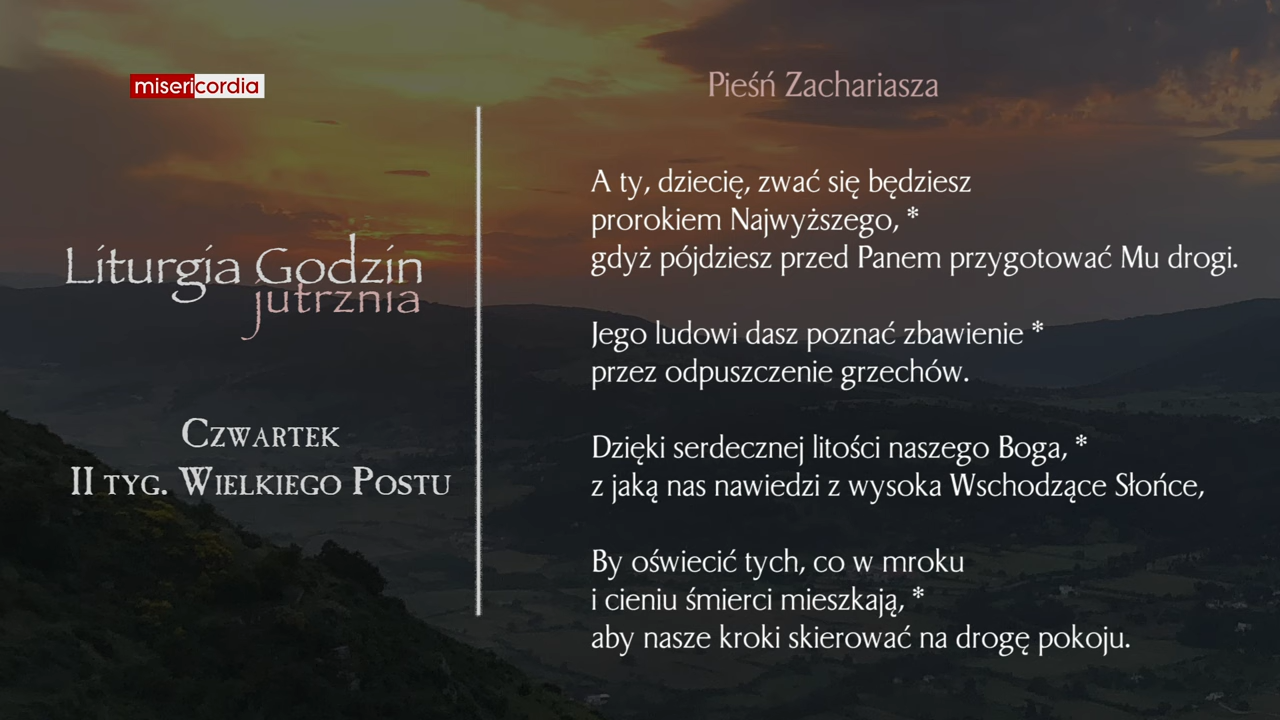 misericordia
Liturgia Godzin
jutrznia
Czwartek
II tyg. Wielkiego Postu
Pieśń Zachariasza
A ty, dziecię, zwać się będziesz
prorokiem Najwyższego, *
gdyż pójdziesz przed Panem przygotować Mu drogi.
Jego ludowi dasz poznać zbawienie *
przez odpuszczenie grzechów.
Dzięki serdecznej litości naszego Boga, *
z jaką nas nawiedzi z wysoka Wschodzące Słońce,
By oświecić tych, co w mroku
i cieniu śmierci mieszkają, *
aby nasze kroki skierować na drogę pokoju.